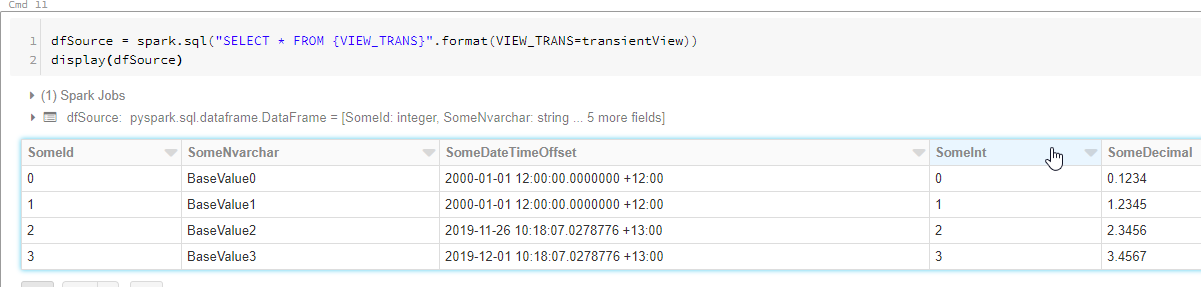 Cmd 11
1 dfSource = spark.sql("SELECT * FROM {VIEW_TRANS}".format(VIEW_TRANS=transientView))
2 display(dfSource)
(1) Spark Jobs
dfSource: pyspark.sql.dataframe.DataFrame = [SomeId: integer, SomeNvarchar: string ... 5 more fields]
SomeId SomeNvarchar SomeDateTimeOffset SomeInt SomeDecimal
0 BaseValue0 2000-01-01 12:00:00.0000000 +12:00 0 0.1234
1 BaseValue1 2000-01-01 12:00:00.0000000 +12:00 1 1.2345
2 BaseValue2 2019-11-26 10:18:07.0278776 +13:00 2 2.3456
3 BaseValue3 2019-12-01 10:18:07.0278776 +13:00 3 3.4567